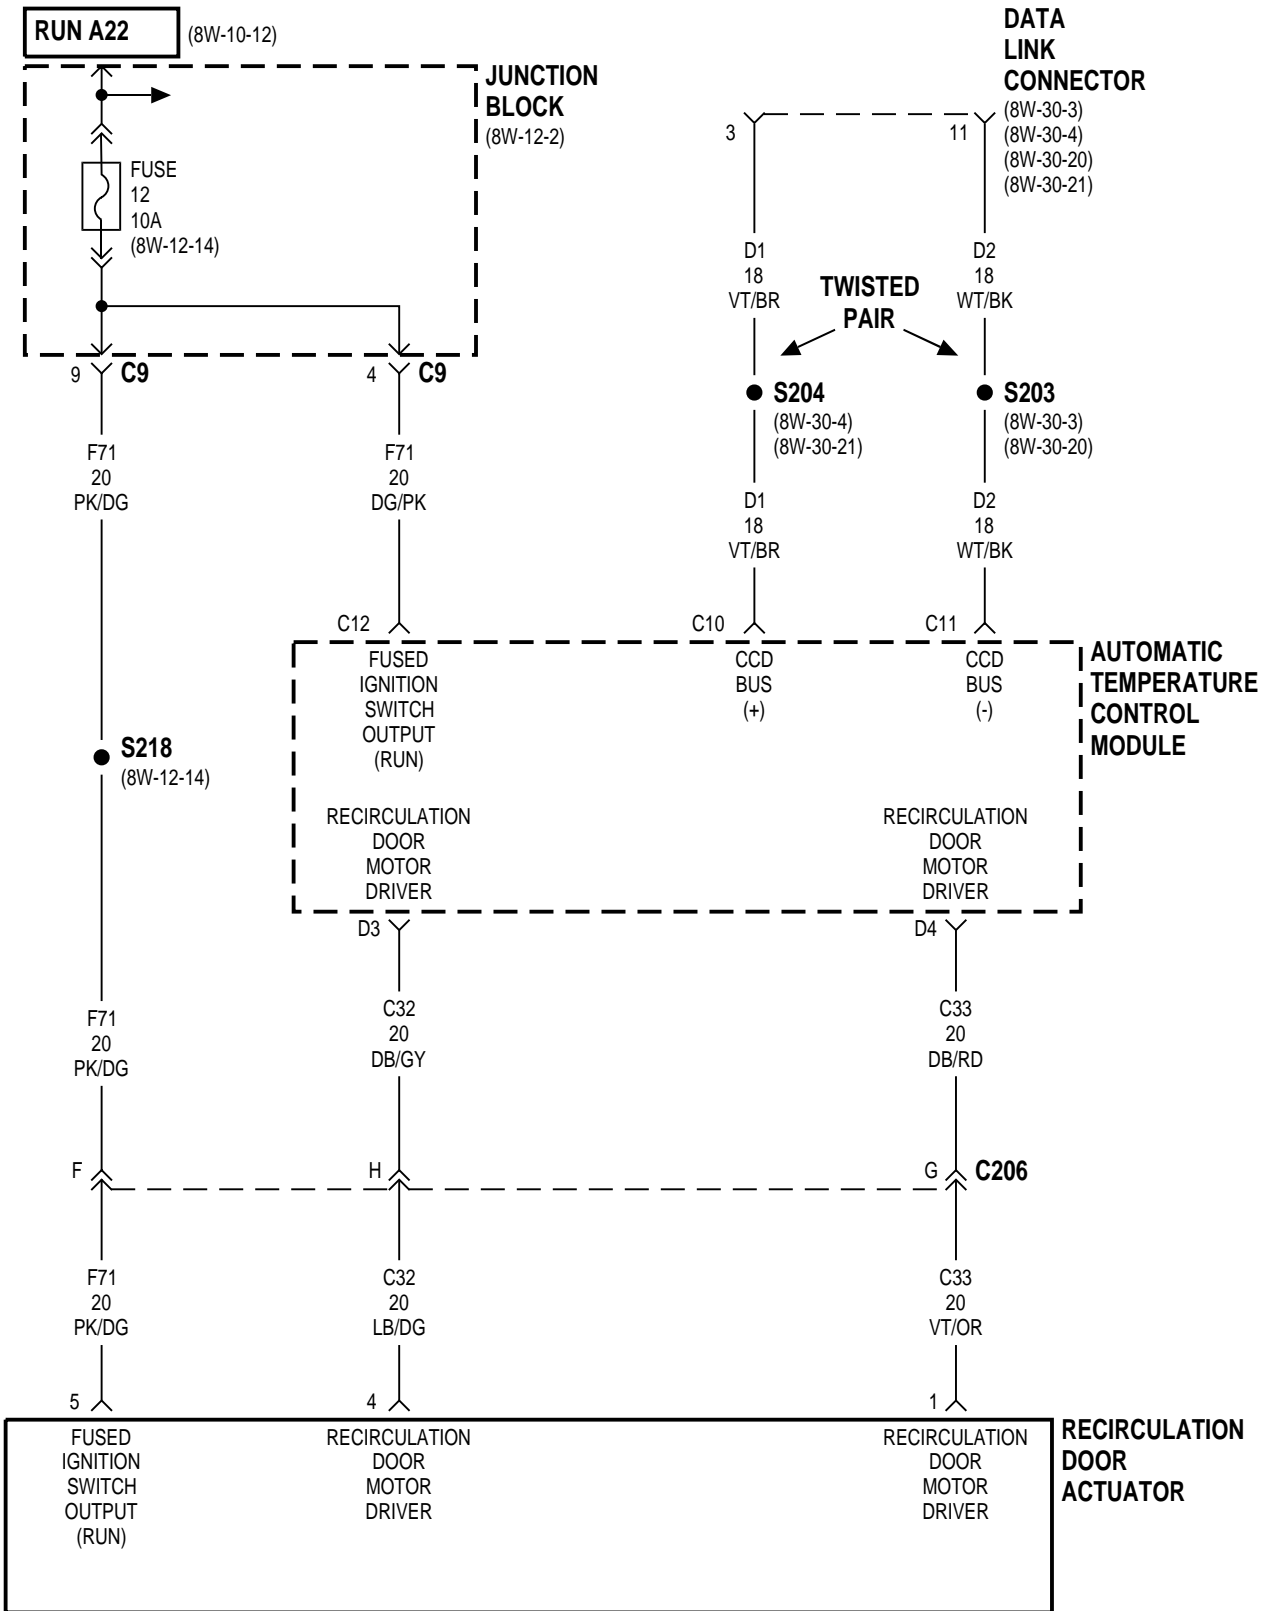 RUN A22
(8W-10-12)
JUNCTION
BLOCK
(8W-12-2)
FUSE
12
10A
(8W-12-14)
DATA
LINK
CONNECTOR
(8W-30-3)
(8W-30-4)
(8W-30-20)
(8W-30-21)
3
11
D1
18
VT/BR
D2
18
WT/BK
TWISTED
PAIR
9
C9
4
C9
S204
(8W-30-4)
(8W-30-21)
S203
(8W-30-3)
(8W-30-20)
F71
20
PK/DG
F71
20
DG/PK
D1
18
VT/BR
D2
18
WT/BK
C12
C10
C11
FUSED
IGNITION
SWITCH
OUTPUT
(RUN)
CCD
BUS
(+)
CCD
BUS
(-)
AUTOMATIC
TEMPERATURE
CONTROL
MODULE
S218
(8W-12-14)
RECIRCULATION
DOOR
MOTOR
DRIVER
RECIRCULATION
DOOR
MOTOR
DRIVER
D3
D4
F71
20
PK/DG
C32
20
DB/GY
C33
20
DB/RD
F
H
G
C206
F71
20
PK/DG
C32
20
LB/DG
C33
20
VT/OR
5
4
1
FUSED
IGNITION
SWITCH
OUTPUT
(RUN)
RECIRCULATION
DOOR
MOTOR
DRIVER
RECIRCULATION
DOOR
MOTOR
DRIVER
RECIRCULATION
DOOR
ACTUATOR